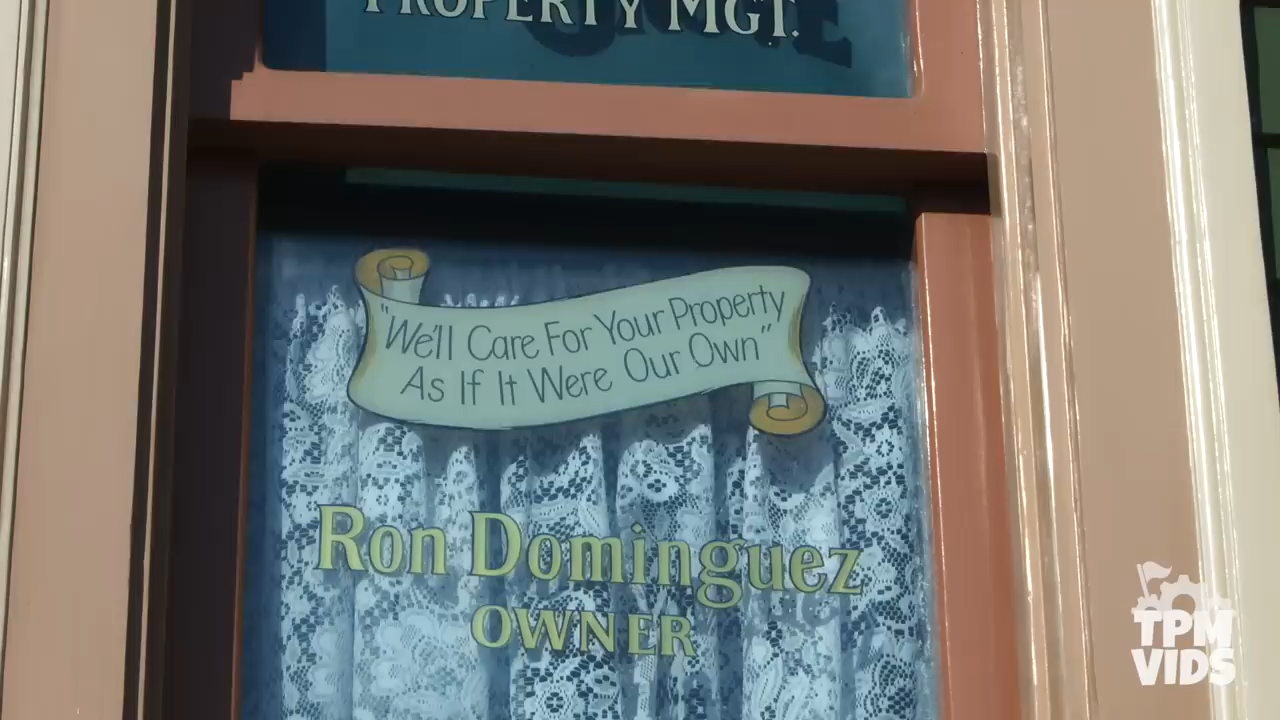 PROPERTY MGT.
"We'll Care For Your Property
As If It Were Our Own"
RON DOMINGUEZ
OWNER
TPM
VIDS